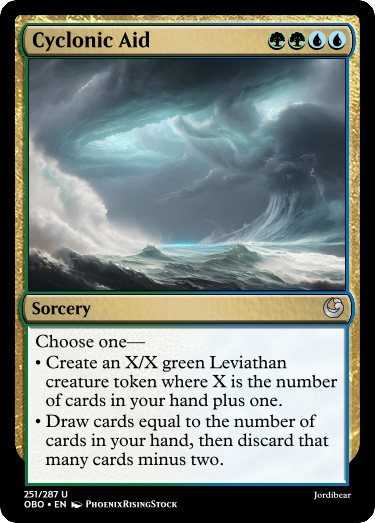 Cyclonic Aid
Sorcery
Choose one—
• Create an X/X green Leviathan
creature token where X is the number
of cards in your hand plus one.
• Draw cards equal to the number of
cards in your hand, then discard that
many cards minus two.
251/287 U
OBO • EN PhoenixRisingStock
Jordibear